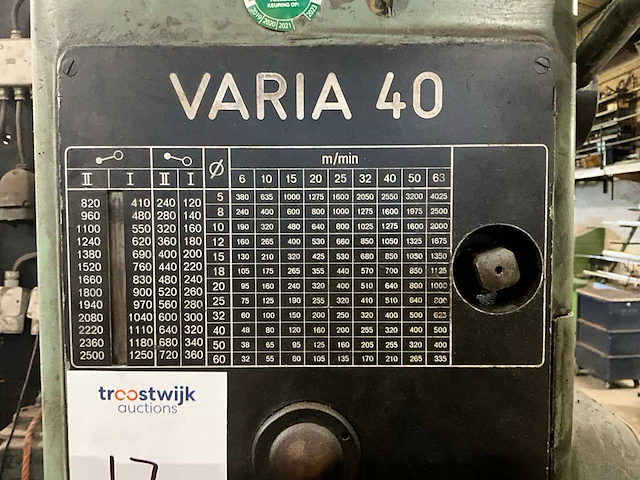 KEURING OP:
2019 2020 2021 2023
VARIA 40
II I II I Ø m/min
6 10 15 20 25 32 40 50 63
820 410 240 120 5 380 635 1000 1275 1600 2050 2550 3200 4025
960 480 280 140 8 240 400 600 800 1000 1275 1600 1975 2500
1100 550 320 160 10 190 320 480 640 800 1025 1275 1600 2000
1240 620 360 180 12 160 265 400 530 660 850 1050 1325 1675
1380 690 400 200 15 130 210 320 425 530 680 850 1050 1350
1520 760 440 220 18 105 175 265 355 440 570 700 850 1125
1660 830 480 240 20 95 160 240 320 400 510 640 800 1000
1800 900 520 260 25 75 125 190 255 320 410 510 640 800
1940 970 560 280 32 60 100 150 200 250 320 400 500 625
2080 1040 600 300 40 48 80 120 160 200 255 320 400 500
2220 1110 640 320 50 38 65 95 125 160 205 255 320 400
2360 1180 680 340 60 32 55 80 105 135 170 210 265 335
2500 1250 720 360
troostwijk
auctions
17